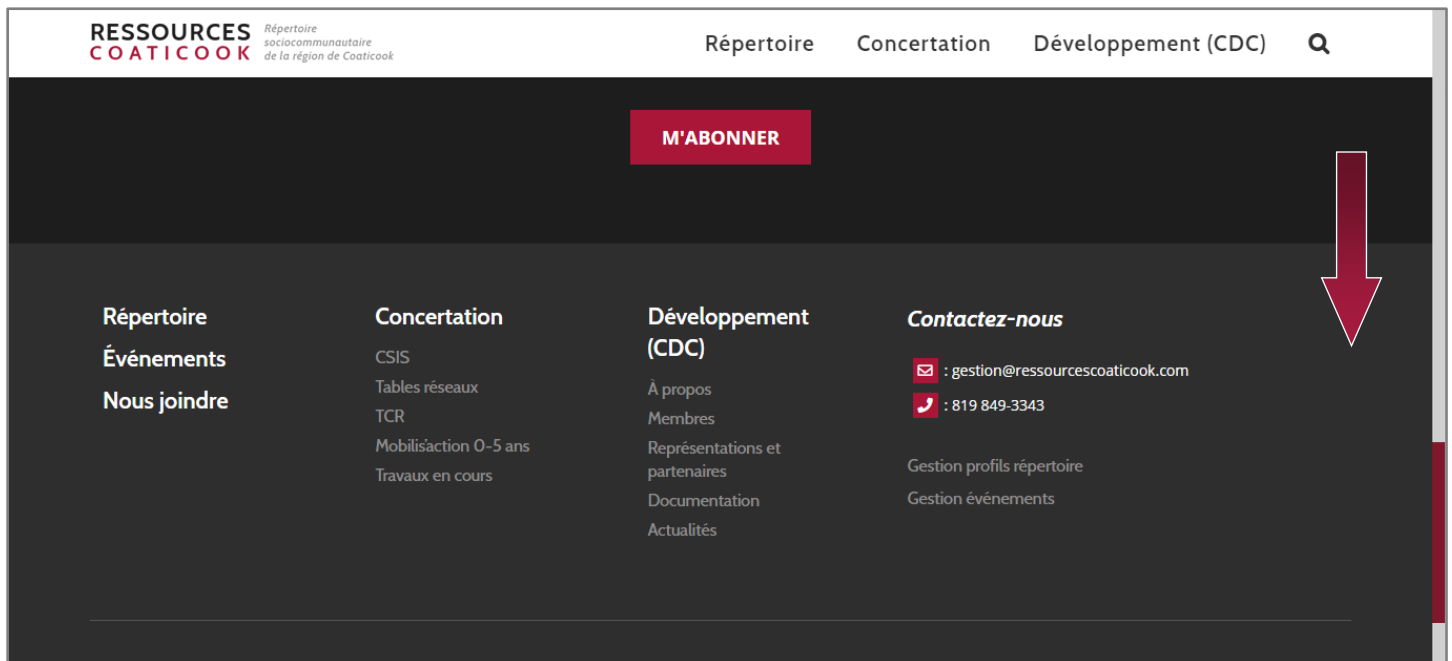 RESSOURCES
COATICOOK
Répertoire
sociocommunautaire
de la région de Coaticook
Répertoire
Concertation
Développement (CDC)
M'ABONNER
Répertoire
Événements
Nous joindre
Concertation
CSIS
Tables réseaux
TCR
Mobilis'action 0-5 ans
Travaux en cours
Développement
(CDC)
À propos
Membres
Représentations et
partenaires
Documentation
Actualités
Contactez-nous
: gestion@ressourcescoaticook.com
: 819 849-3343
Gestion profils répertoire
Gestion événements